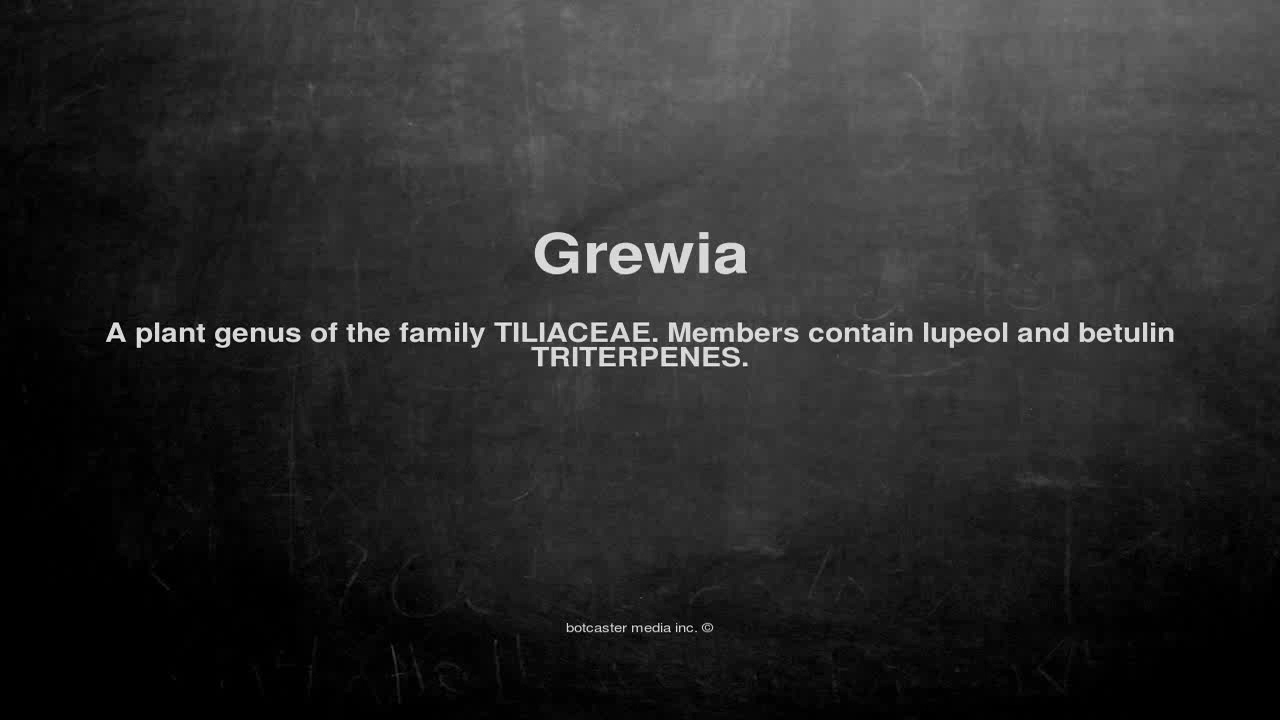 Grewia
A plant genus of the family TILIACEAE. Members contain lupeol and betulin
TRITERPENES.
botcaster media inc. ©